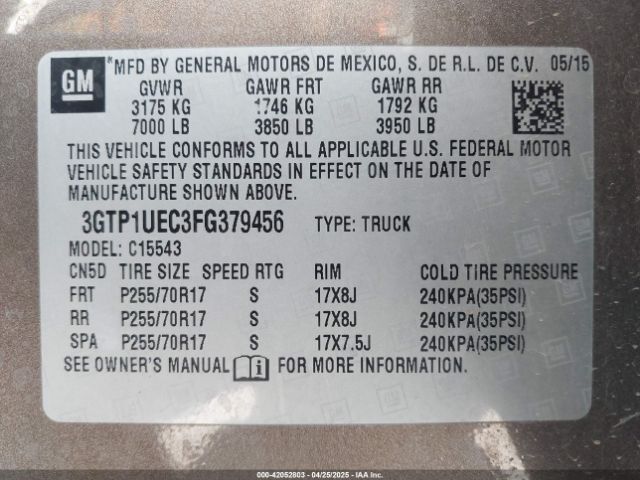 GM
*MFD BY GENERAL MOTORS DE MEXICO, S. DE R.L. DE C.V. 05/15
GVWR GAWR FRT GAWR RR
3175 KG 1746 KG 1792 KG
7000 LB 3850 LB 3950 LB
THIS VEHICLE CONFORMS TO ALL APPLICABLE U.S. FEDERAL MOTOR
VEHICLE SAFETY STANDARDS IN EFFECT ON THE DATE OF
MANUFACTURE SHOWN ABOVE.
3GTP1UEC3FG379456 TYPE: TRUCK
MODEL: C15543
CN5D TIRE SIZE SPEED RTG RIM COLD TIRE PRESSURE
FRT P255/70R17 S 17X8J 240KPA(35PSI)
RR P255/70R17 S 17X8J 240KPA(35PSI)
SPA P255/70R17 S 17X7.5J 240KPA(35PSI)
SEE OWNER'S MANUAL i FOR MORE INFORMATION.
000-42052803 - 04/25/2025 - IAAI.COM